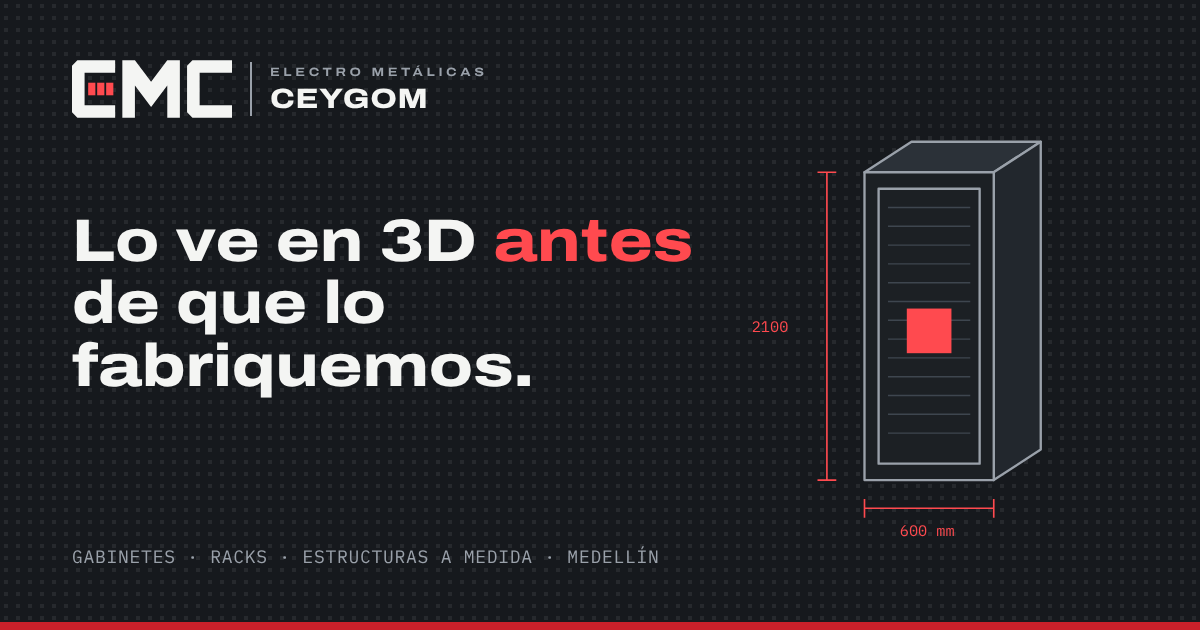 EMC
ELECTRO METÁLICAS
CEYGOM
Lo ve en 3D antes
de que lo
fabriquemos.
2100
600 mm
GABINETES · RACKS · ESTRUCTURAS A MEDIDA · MEDELLÍN